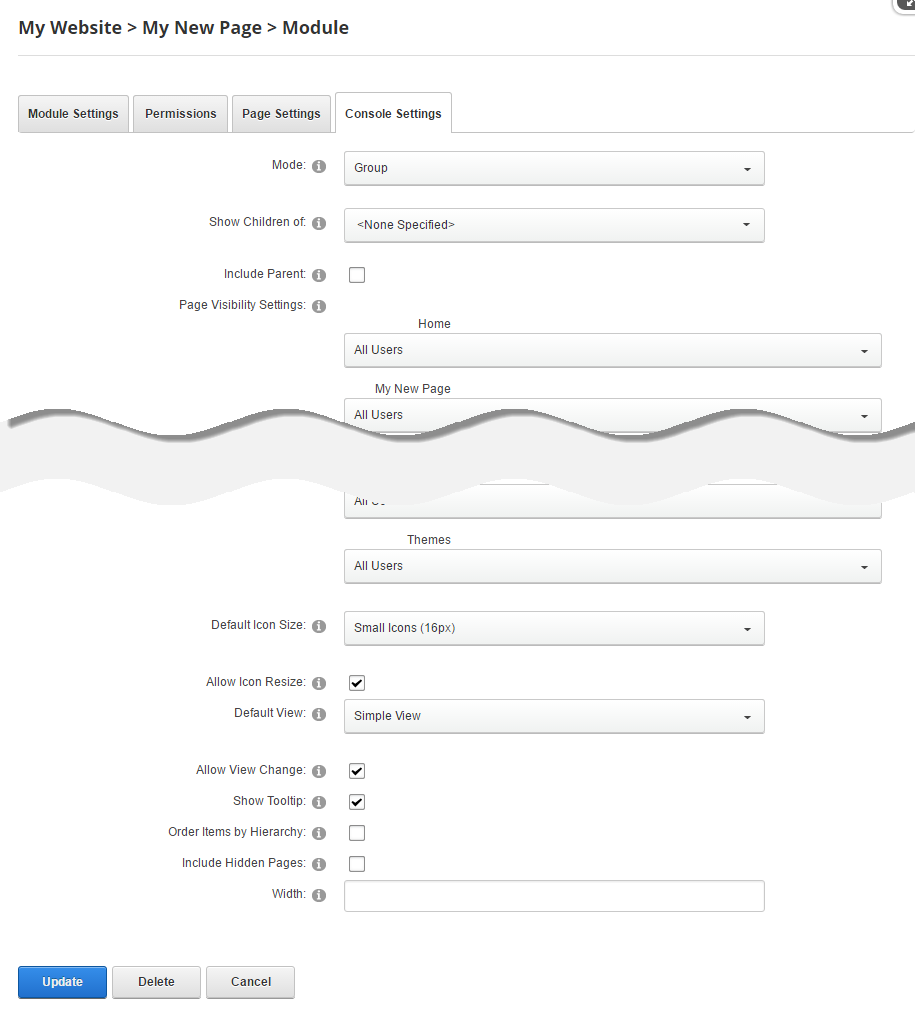 My Website > My New Page > Module
Module Settings Permissions Page Settings Console Settings
Mode: Group
Show Children of: <None Specified>
Include Parent:
Page Visibility Settings:
Home
All Users
My New Page
All Users
Themes
All Users
Default Icon Size: Small Icons (16px)
Allow Icon Resize:
Default View: Simple View
Allow View Change:
Show Tooltip:
Order Items by Hierarchy:
Include Hidden Pages:
Width:
Update Delete Cancel